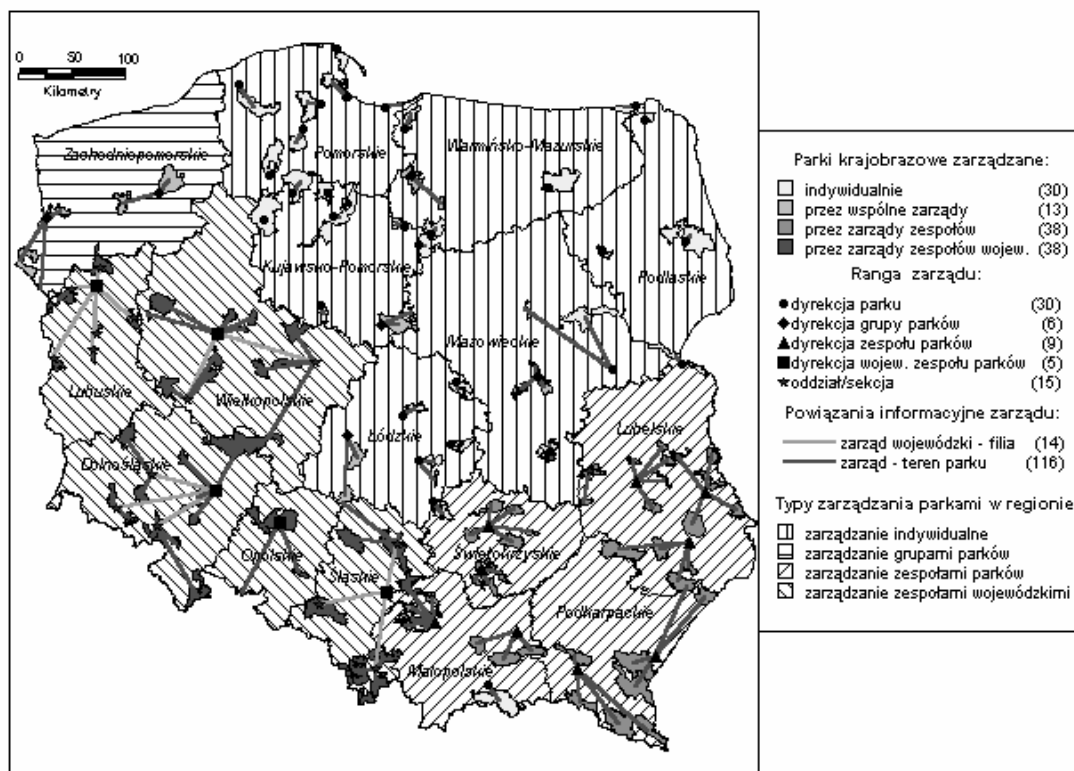 0 50 100
Kilometry
Zachodniopomorskie
Pomorskie
Warmińsko-Mazurskie
Kujawsko-Pomorskie
Podlaskie
Mazowieckie
Lubuskie
Wielkopolskie
Łódzkie
Lubelskie
Dolnośląskie
Opolskie
Śląskie
Świętokrzyskie
Podkarpackie
Małopolskie
Parki krajobrazowe zarządzane:
indywidualnie (30)
przez wspólne zarządy (13)
przez zarządy zespołów (38)
przez zarządy zespołów wojew. (38)
Ranga zarządu:
dyrekcja parku (30)
dyrekcja grupy parków (6)
dyrekcja zespołu parków (9)
dyrekcja wojew. zespołu parków (5)
oddział/sekcja (15)
Powiązania informacyjne zarządu:
zarząd wojewódzki - filia (14)
zarząd - teren parku (116)
Typy zarządzania parkami w regionie
zarządzanie indywidualne
zarządzanie grupami parków
zarządzanie zespołami parków
zarządzanie zespołami wojewódzkimi